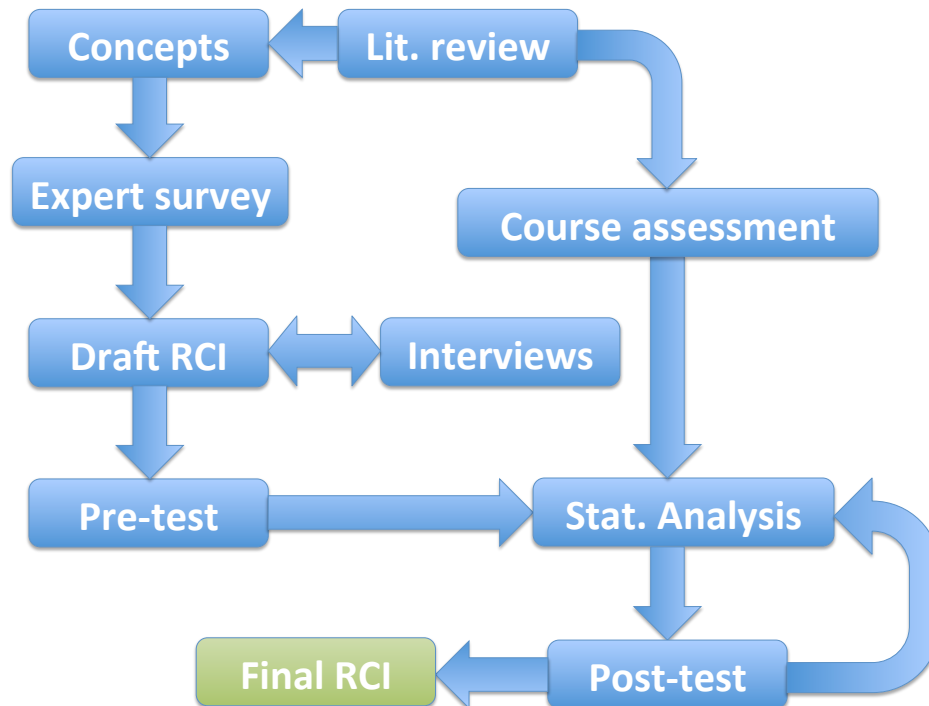 Concepts
Lit. review
Expert survey
Course assessment
Draft RCI
Interviews
Pre-test
Stat. Analysis
Final RCI
Post-test